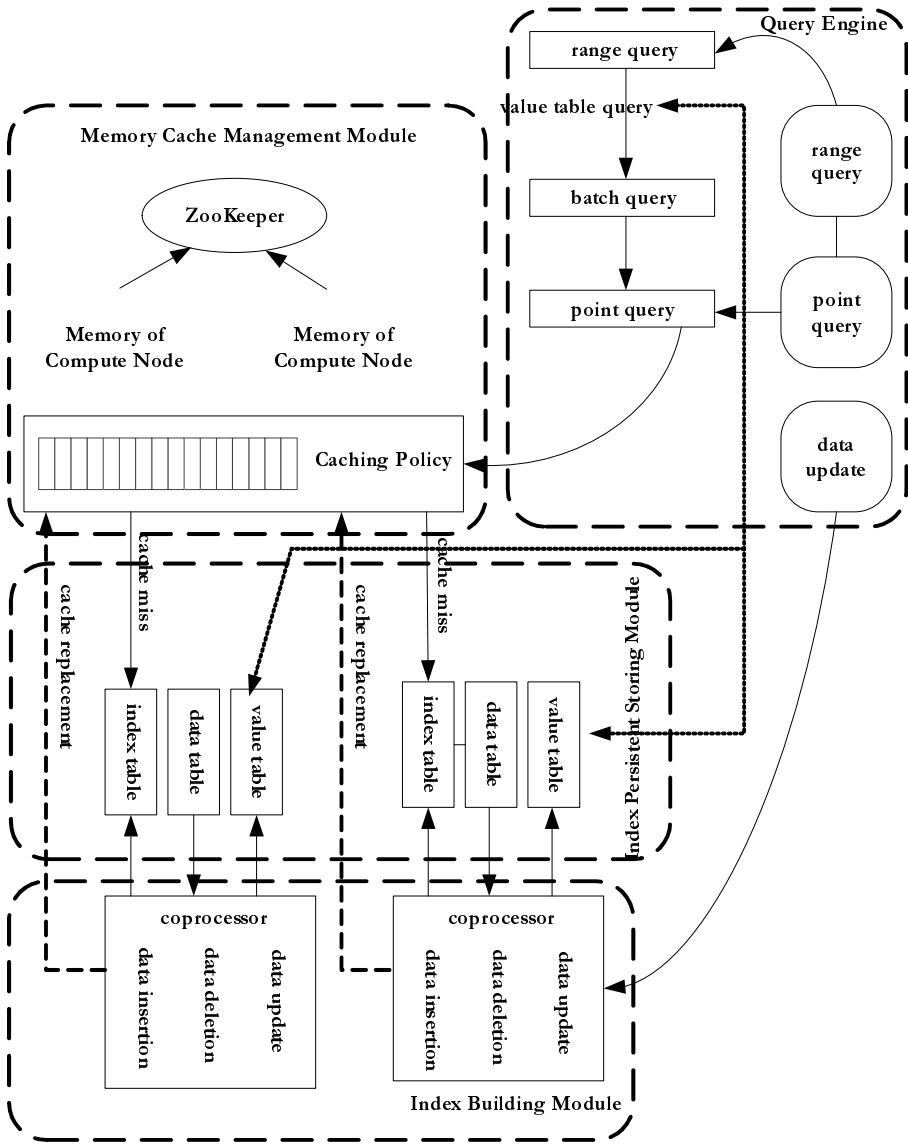 Query Engine
range query
value table query
batch query
point query
range
query
point
query
data
update
Memory Cache Management Module
ZooKeeper
Memory of
Compute Node
Memory of
Compute Node
Caching Policy
cache miss
cache miss
cache replacement
cache replacement
index table
data table
value table
index table
data table
value table
Index Persistent Storing Module
coprocessor
data insertion
data deletion
data update
coprocessor
data insertion
data deletion
data update
Index Building Module